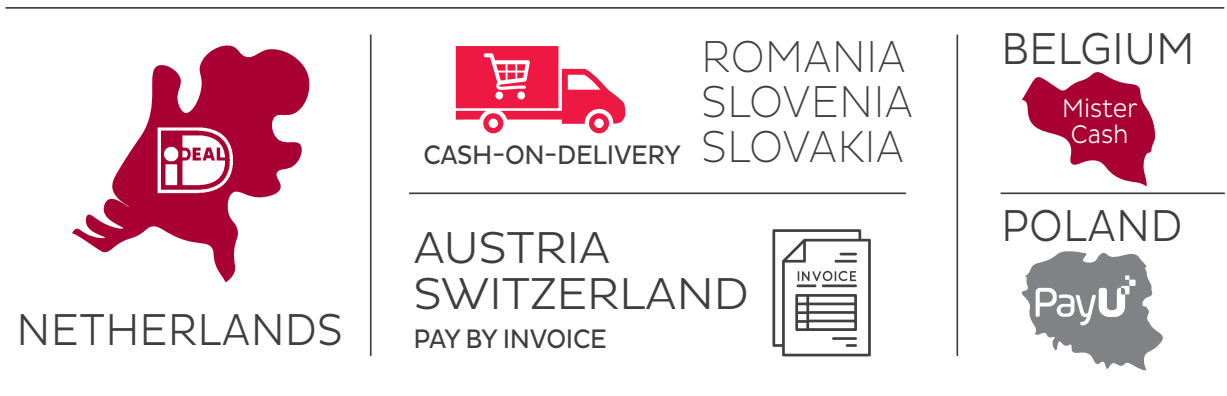 iDEAL
NETHERLANDS
CASH-ON-DELIVERY
ROMANIA
SLOVENIA
SLOVAKIA
AUSTRIA
SWITZERLAND
PAY BY INVOICE
INVOICE
BELGIUM
Mister
Cash
POLAND
PayU